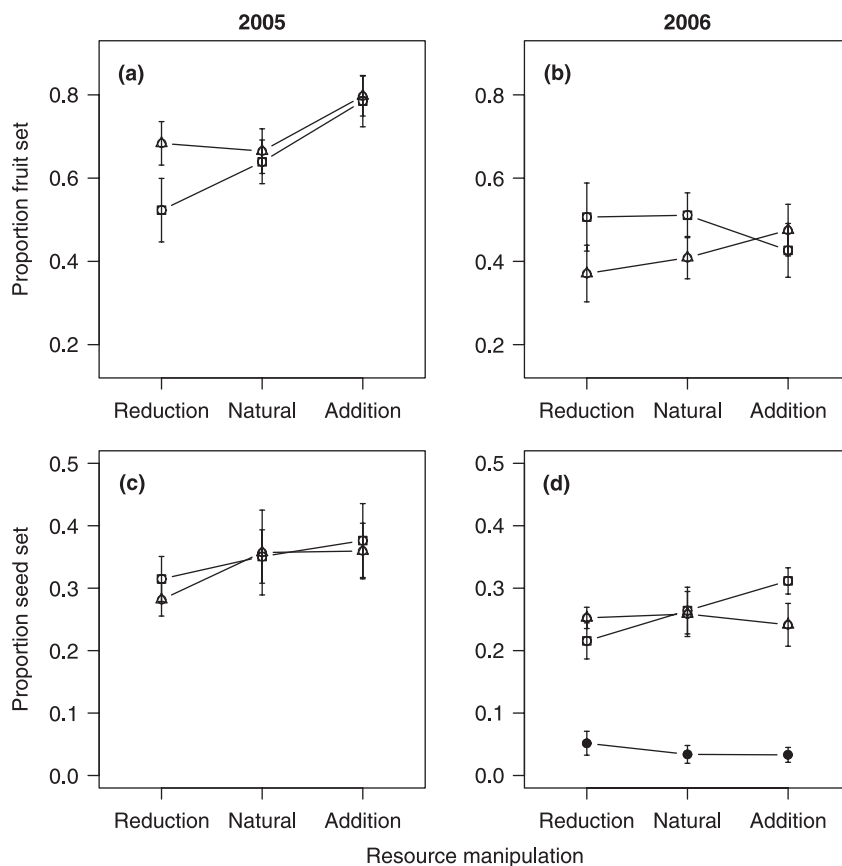 2005
2006
(a)
(b)
Proportion fruit set
0.8
0.6
0.4
0.2
0.8
0.6
0.4
0.2
Reduction Natural Addition
Reduction Natural Addition
(c)
(d)
Proportion seed set
0.5
0.4
0.3
0.2
0.1
0.0
0.5
0.4
0.3
0.2
0.1
0.0
Reduction Natural Addition
Reduction Natural Addition
Resource manipulation